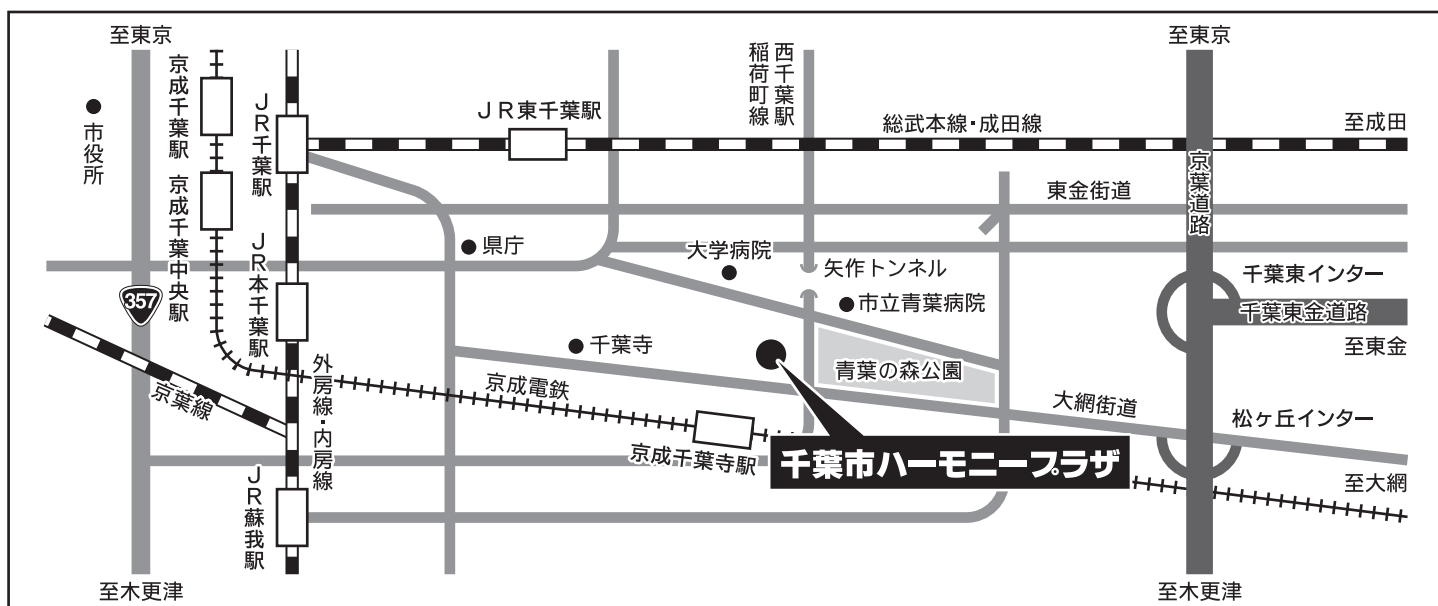 至東京
市役所
京成千葉駅
京成千葉中央駅
JR千葉駅
JR本千葉駅
JR蘇我駅
外房線・内房線
京葉線
357
至木更津
JR東千葉駅
西千葉駅
稲荷町線
総武本線・成田線
至成田
至東京
京葉道路
東金街道
県庁
大学病院
矢作トンネル
市立青葉病院
千葉東インター
千葉東金道路
至東金
千葉寺
青葉の森公園
京成電鉄
大網街道
松ヶ丘インター
京成千葉寺駅
千葉市ハーモニープラザ
至大網
至木更津